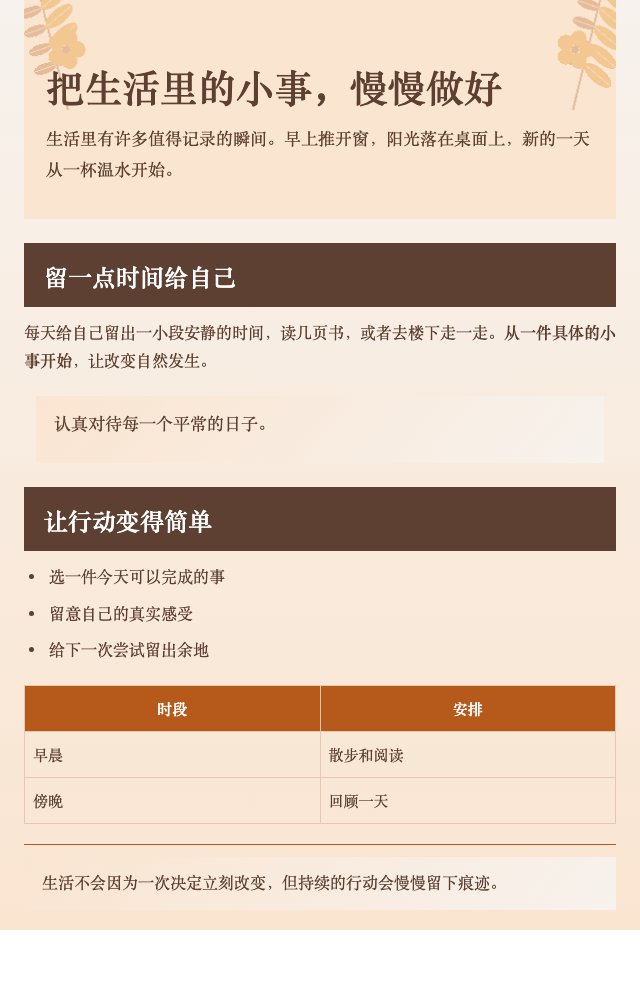 把生活里的小事，慢慢做好
生活里有许多值得记录的瞬间。早上推开窗，阳光落在桌面上，新的一天
从一杯温水开始。
留一点时间给自己
每天给自己留出一小段安静的时间，读几页书，或者去楼下走一走。从一件具体的小
事开始，让改变自然发生。
认真对待每一个平常的日子。
让行动变得简单
• 选一件今天可以完成的事
• 留意自己的真实感受
• 给下一次尝试留出余地
时段 安排
早晨 散步和阅读
傍晚 回顾一天
生活不会因为一次决定立刻改变，但持续的行动会慢慢留下痕迹。